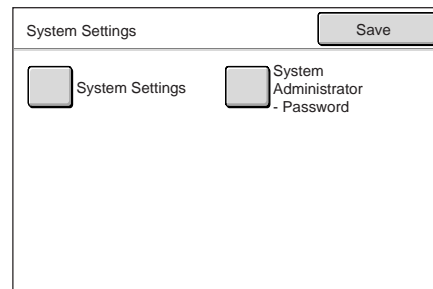 System Settings
Save
System Settings
System
Administrator
- Password